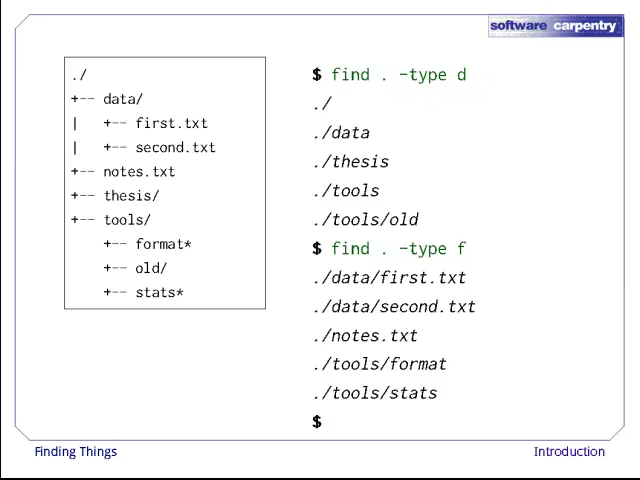 software carpentry
./
+-- data/
|   +-- first.txt
|   +-- second.txt
+-- notes.txt
+-- thesis/
+-- tools/
    +-- format*
    +-- old/
    +-- stats*
$ find . -type d
./
./data
./thesis
./tools
./tools/old
$ find . -type f
./data/first.txt
./data/second.txt
./notes.txt
./tools/format
./tools/stats
$
Finding Things
Introduction